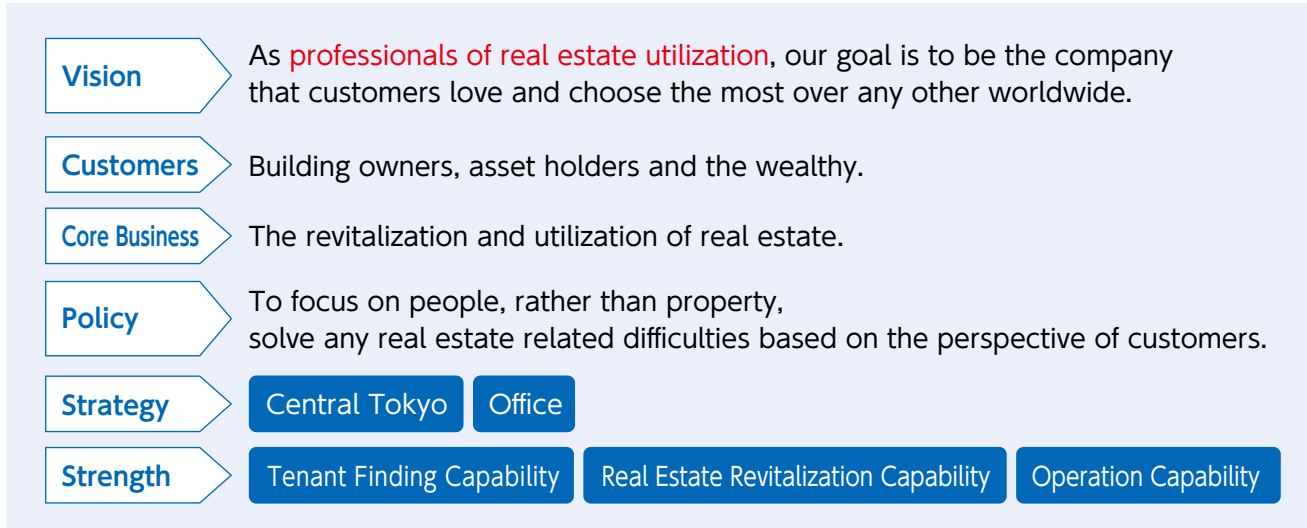 Vision
As professionals of real estate utilization, our goal is to be the company
that customers love and choose the most over any other worldwide.
Customers
Building owners, asset holders and the wealthy.
Core Business
The revitalization and utilization of real estate.
Policy
To focus on people, rather than property,
solve any real estate related difficulties based on the perspective of customers.
Strategy
Central Tokyo Office
Strength
Tenant Finding Capability Real Estate Revitalization Capability Operation Capability